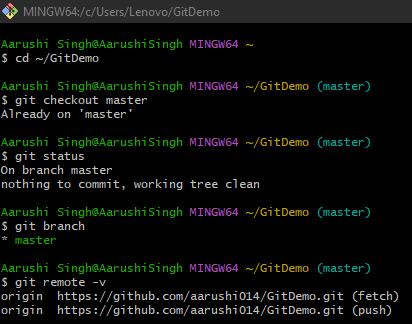 MINGW64:/c/Users/Lenovo/GitDemo
Aarushi Singh@AarushiSingh MINGW64 ~
$ cd ~/GitDemo
Aarushi Singh@AarushiSingh MINGW64 ~/GitDemo (master)
$ git checkout master
Already on 'master'
Aarushi Singh@AarushiSingh MINGW64 ~/GitDemo (master)
$ git status
On branch master
nothing to commit, working tree clean
Aarushi Singh@AarushiSingh MINGW64 ~/GitDemo (master)
$ git branch
* master
Aarushi Singh@AarushiSingh MINGW64 ~/GitDemo (master)
$ git remote -v
origin  https://github.com/aarushi014/GitDemo.git (fetch)
origin  https://github.com/aarushi014/GitDemo.git (push)